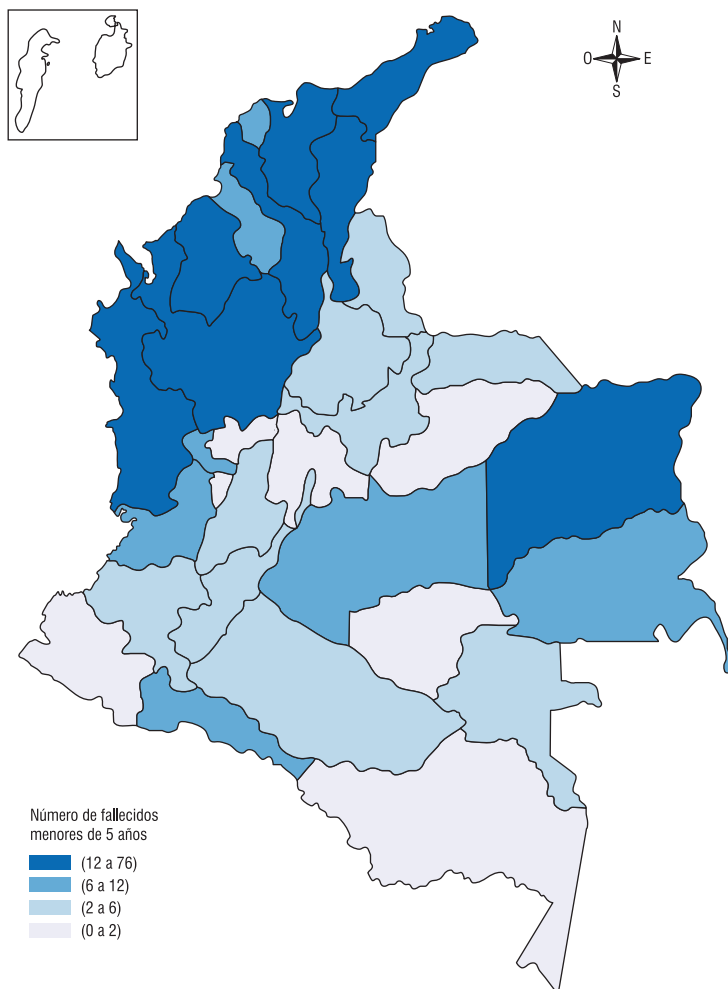 N
O E
S
Número de fallecidos
menores de 5 años
(12 a 76)
(6 a 12)
(2 a 6)
(0 a 2)